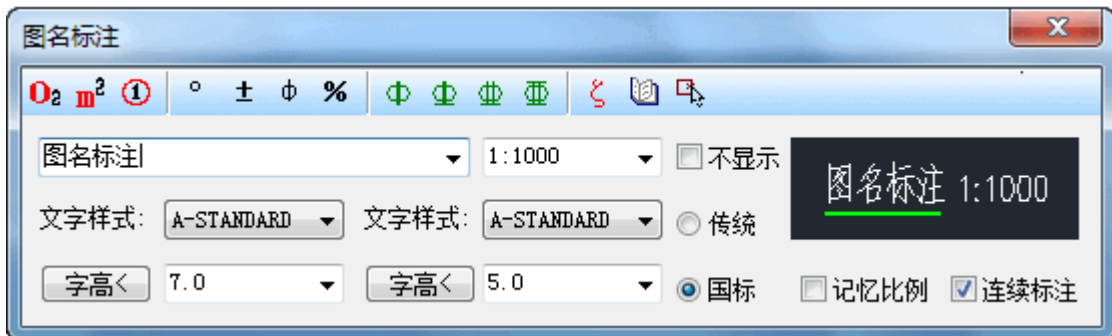 图名标注
O2 m² ① ° ± ϕ %
图名标注 1:1000 不显示
图名标注 1:1000
文字样式: A-STANDARD 文字样式: A-STANDARD 传统
字高< 7.0 字高< 5.0 国标 记忆比例 连续标注